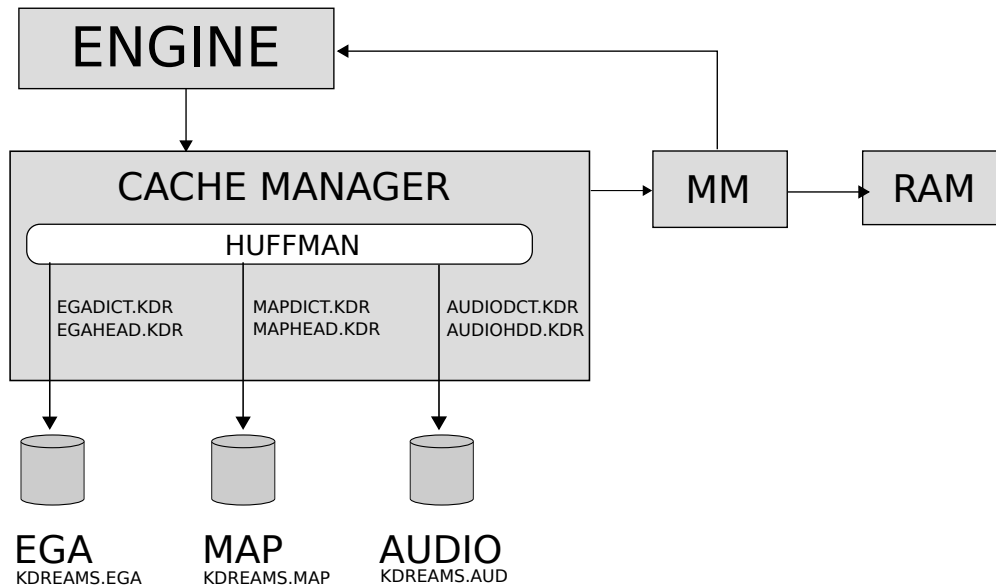 ENGINE
CACHE MANAGER
MM
RAM
HUFFMAN
EGADICT.KDR
EGAHEAD.KDR
MAPDICT.KDR
MAPHEAD.KDR
AUDIODCT.KDR
AUDIOHDD.KDR
EGA
KDREAMS.EGA
MAP
KDREAMS.MAP
AUDIO
KDREAMS.AUD